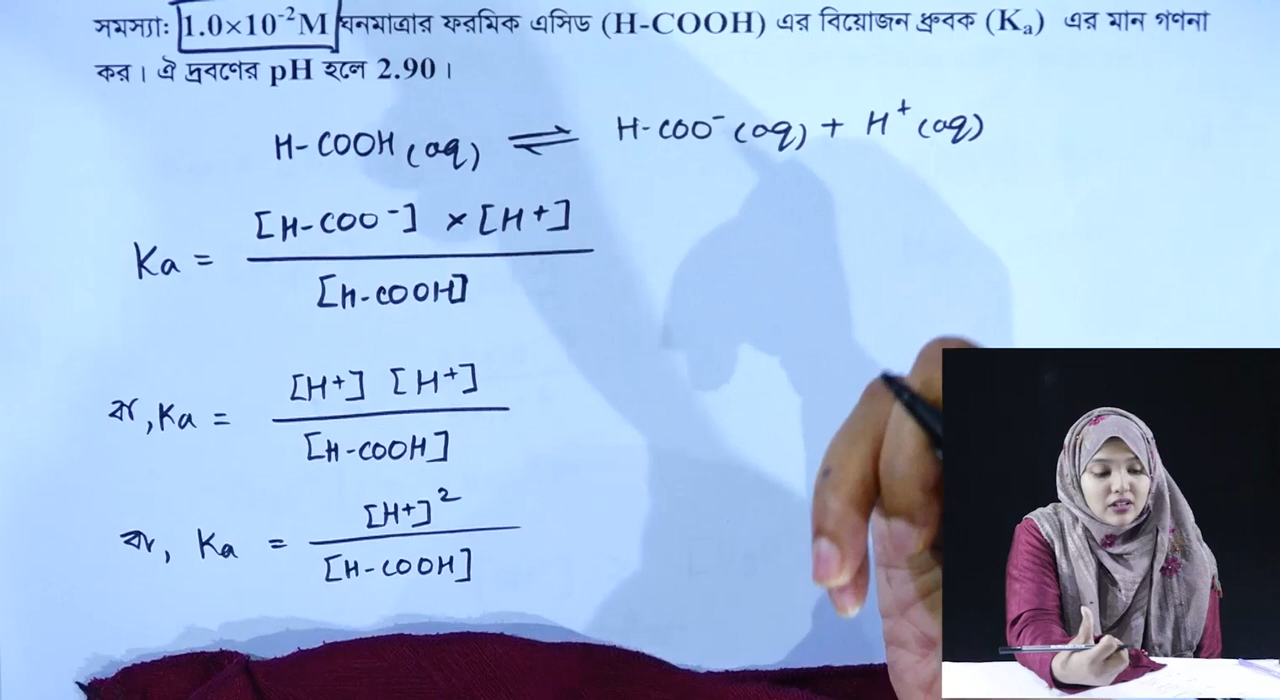 সমস্যাঃ 1.0×10⁻²M ঘনমাত্রার ফরমিক এসিড (H-COOH) এর বিয়োজন ধ্রুবক (Kₐ) এর মান গণনা
কর। ঐ দ্রবণের pH হলে 2.90।
H-COOH (aq) ⇌ H-COO⁻ (aq) + H⁺ (aq)
Ka = [H-COO⁻] × [H⁺] / [H-COOH]
বা, Ka = [H⁺] [H⁺] / [H-COOH]
বা, Ka = [H⁺]² / [H-COOH]